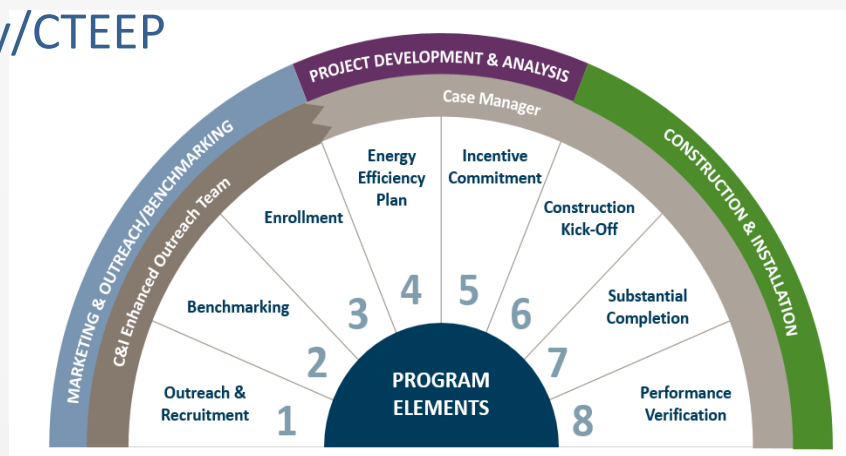 /CTEEP
PROJECT DEVELOPMENT & ANALYSIS
Case Manager
MARKETING & OUTREACH/BENCHMARKING
C&I Enhanced Outreach Team
CONSTRUCTION & INSTALLATION
Outreach &
Recruitment
1
Benchmarking
2
Enrollment
3
Energy
Efficiency
Plan
4
Incentive
Commitment
5
Construction
Kick-Off
6
Substantial
Completion
7
Performance
Verification
8
PROGRAM
ELEMENTS